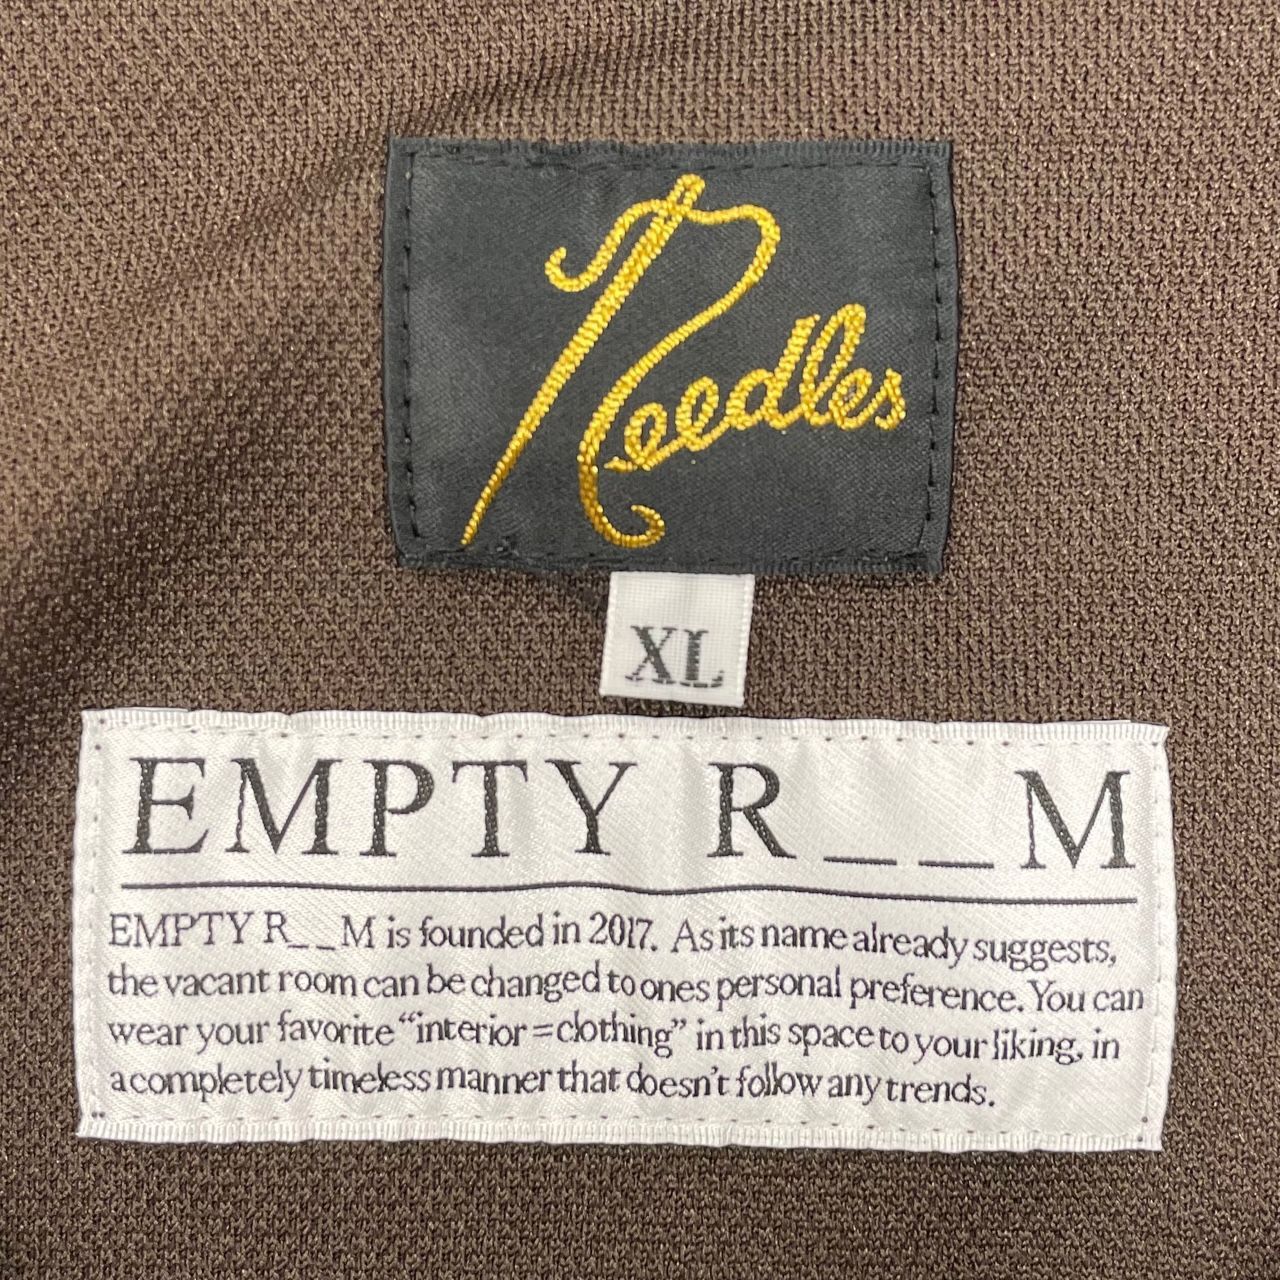 Needles
XL
EMPTY R__M
EMPTY R__M is founded in 2017. As its name already suggests,
the vacant room can be changed to ones personal preference. You can
wear your favorite “interior=clothing” in this space to your liking, in
a completely timeless manner that doesn't follow any trends.